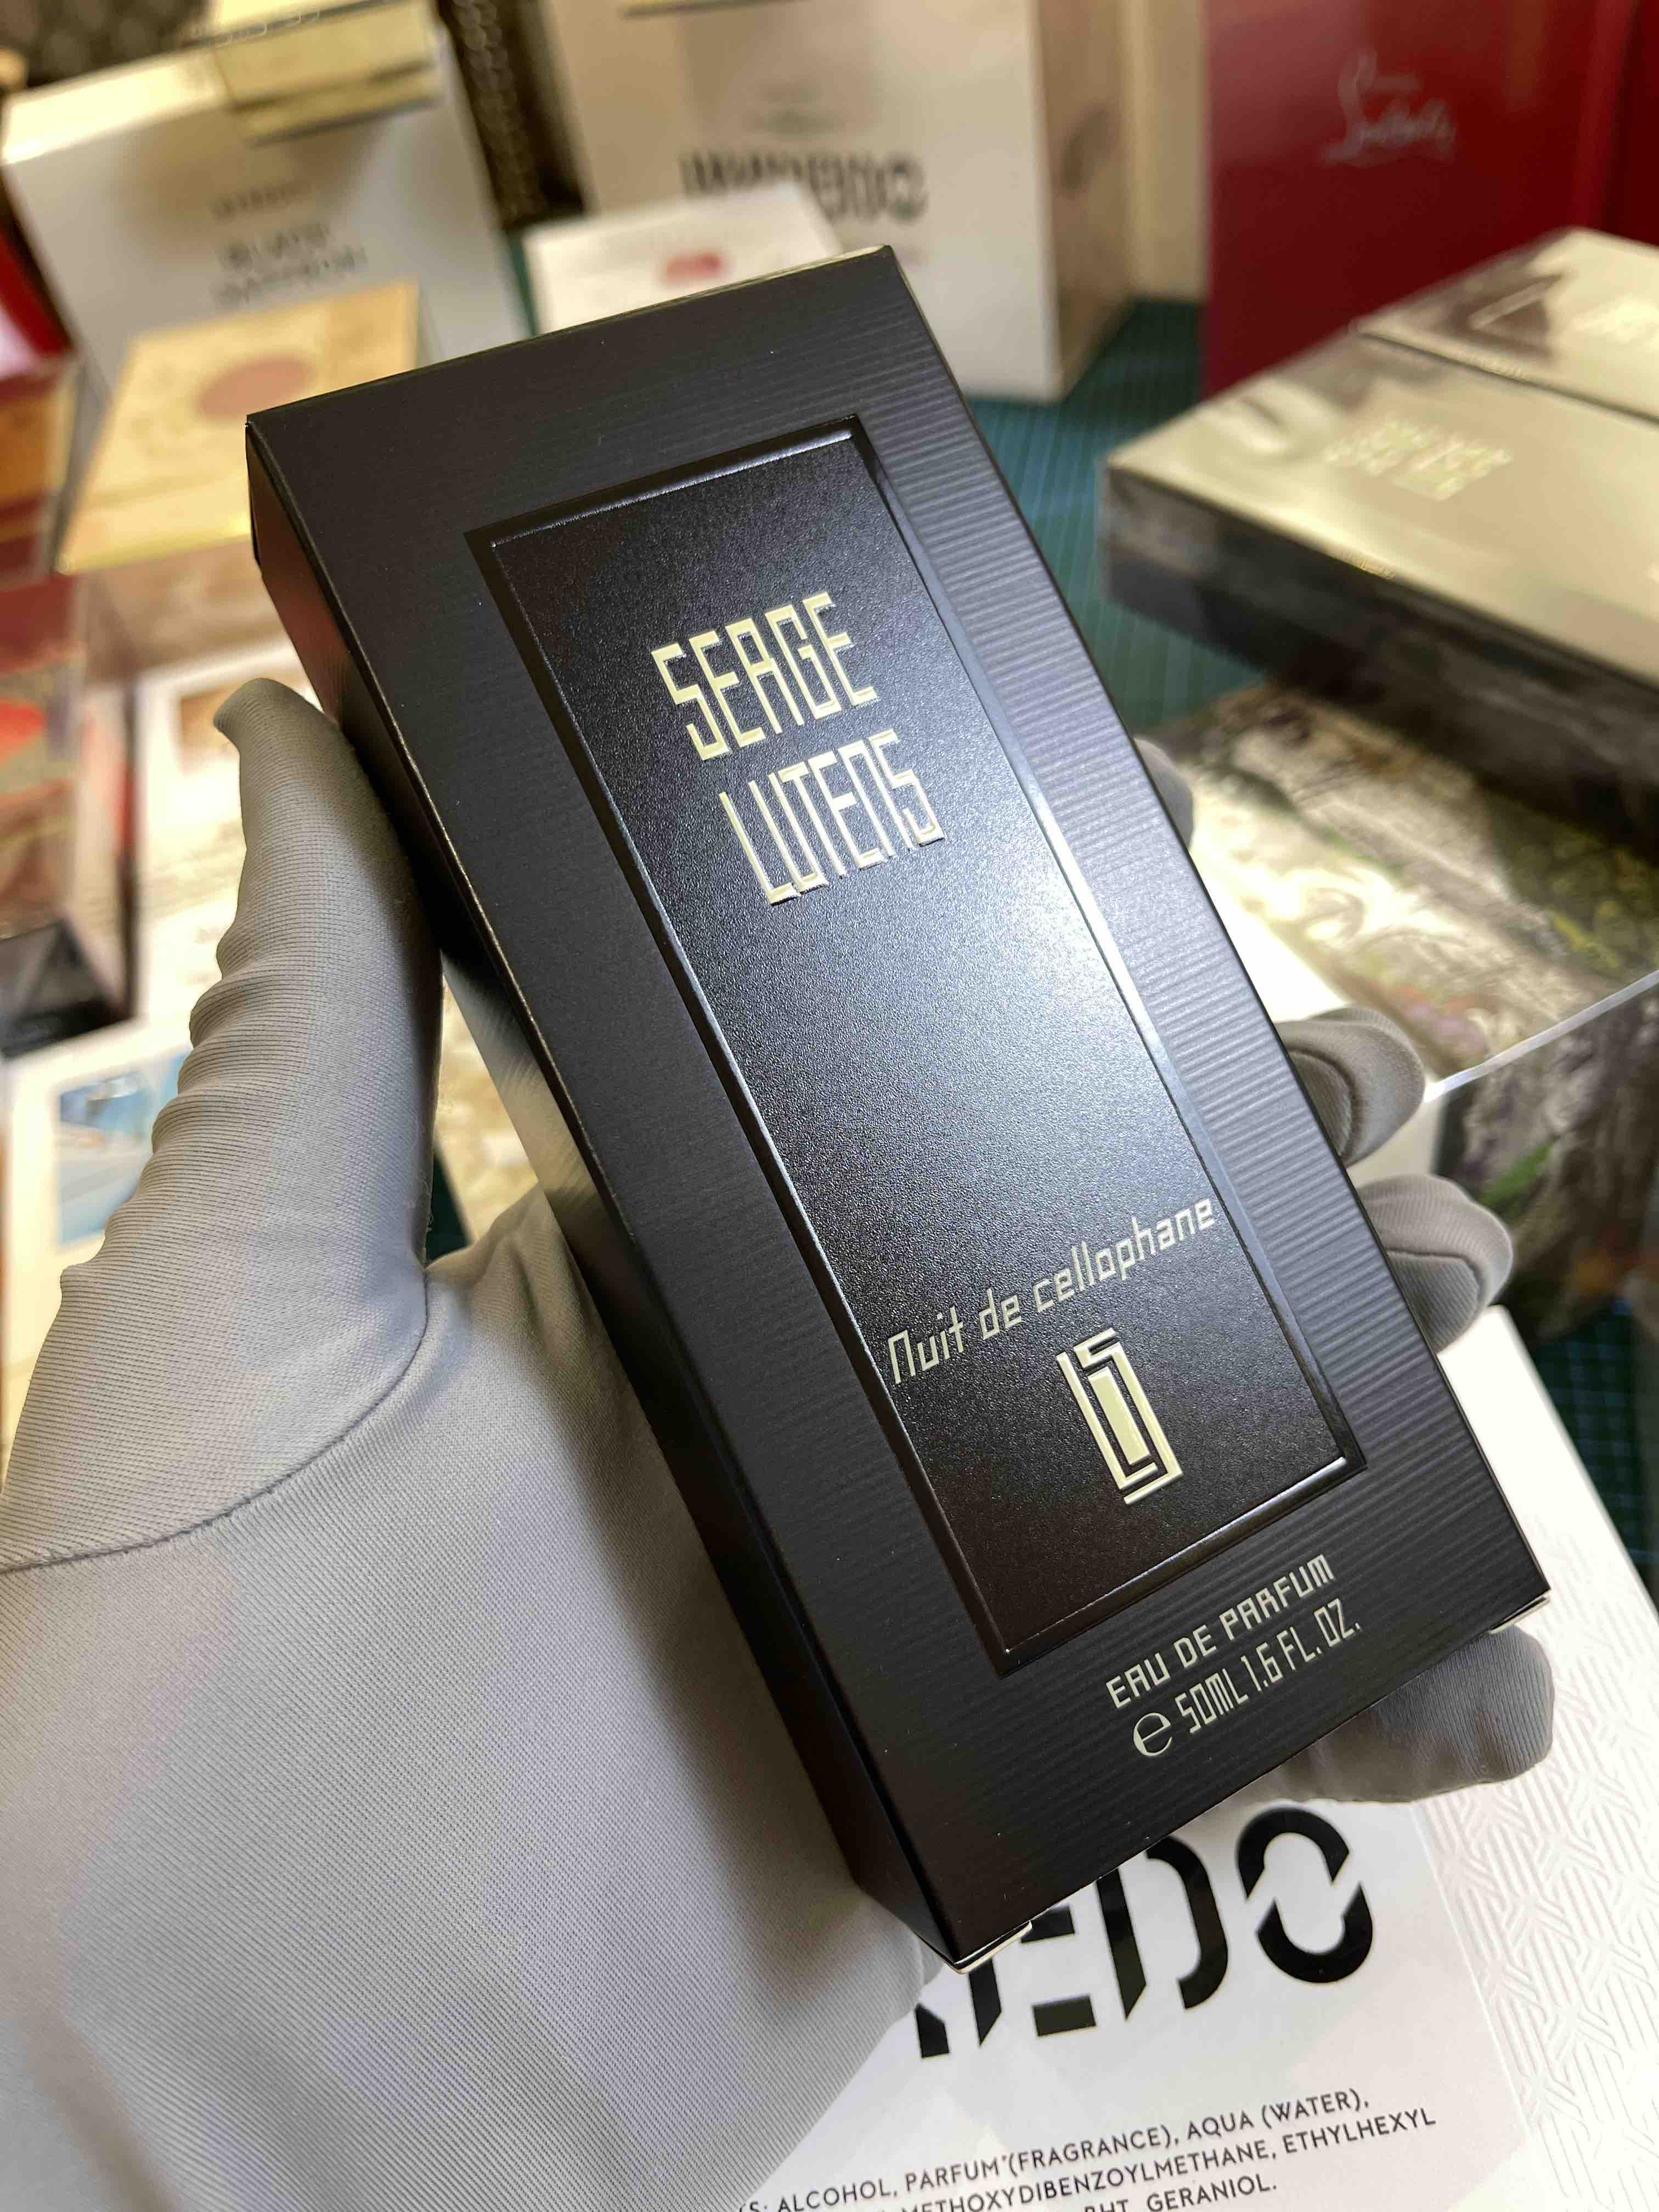 SERGE
LUTENS
Nuit de cellophane
EAU DE PARFUM
e 50ML 1.6 FL. OZ.
EDO
: ALCOHOL, PARFUM (FRAGRANCE), AQUA (WATER),
METHOXYDIBENZOYLMETHANE, ETHYLHEXYL
BHT, GERANIOL.